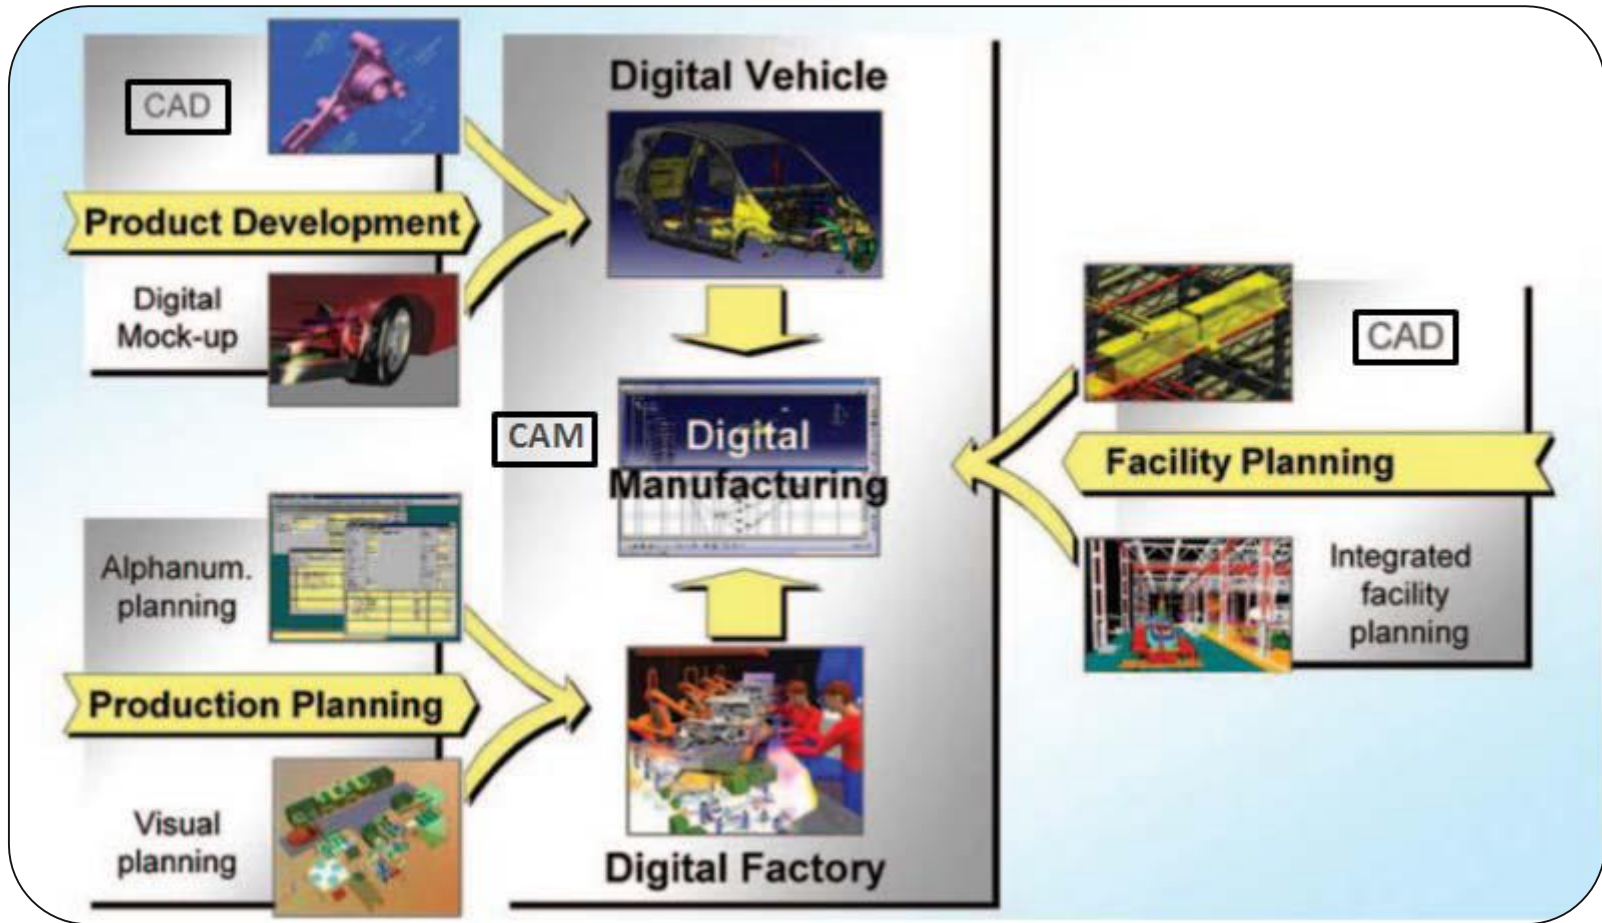 CAD
Product Development
Digital
Mock-up
Alphanum.
planning
Production Planning
Visual
planning
Digital Vehicle
CAM
Digital
Manufacturing
Digital Factory
CAD
Facility Planning
Integrated
facility
planning